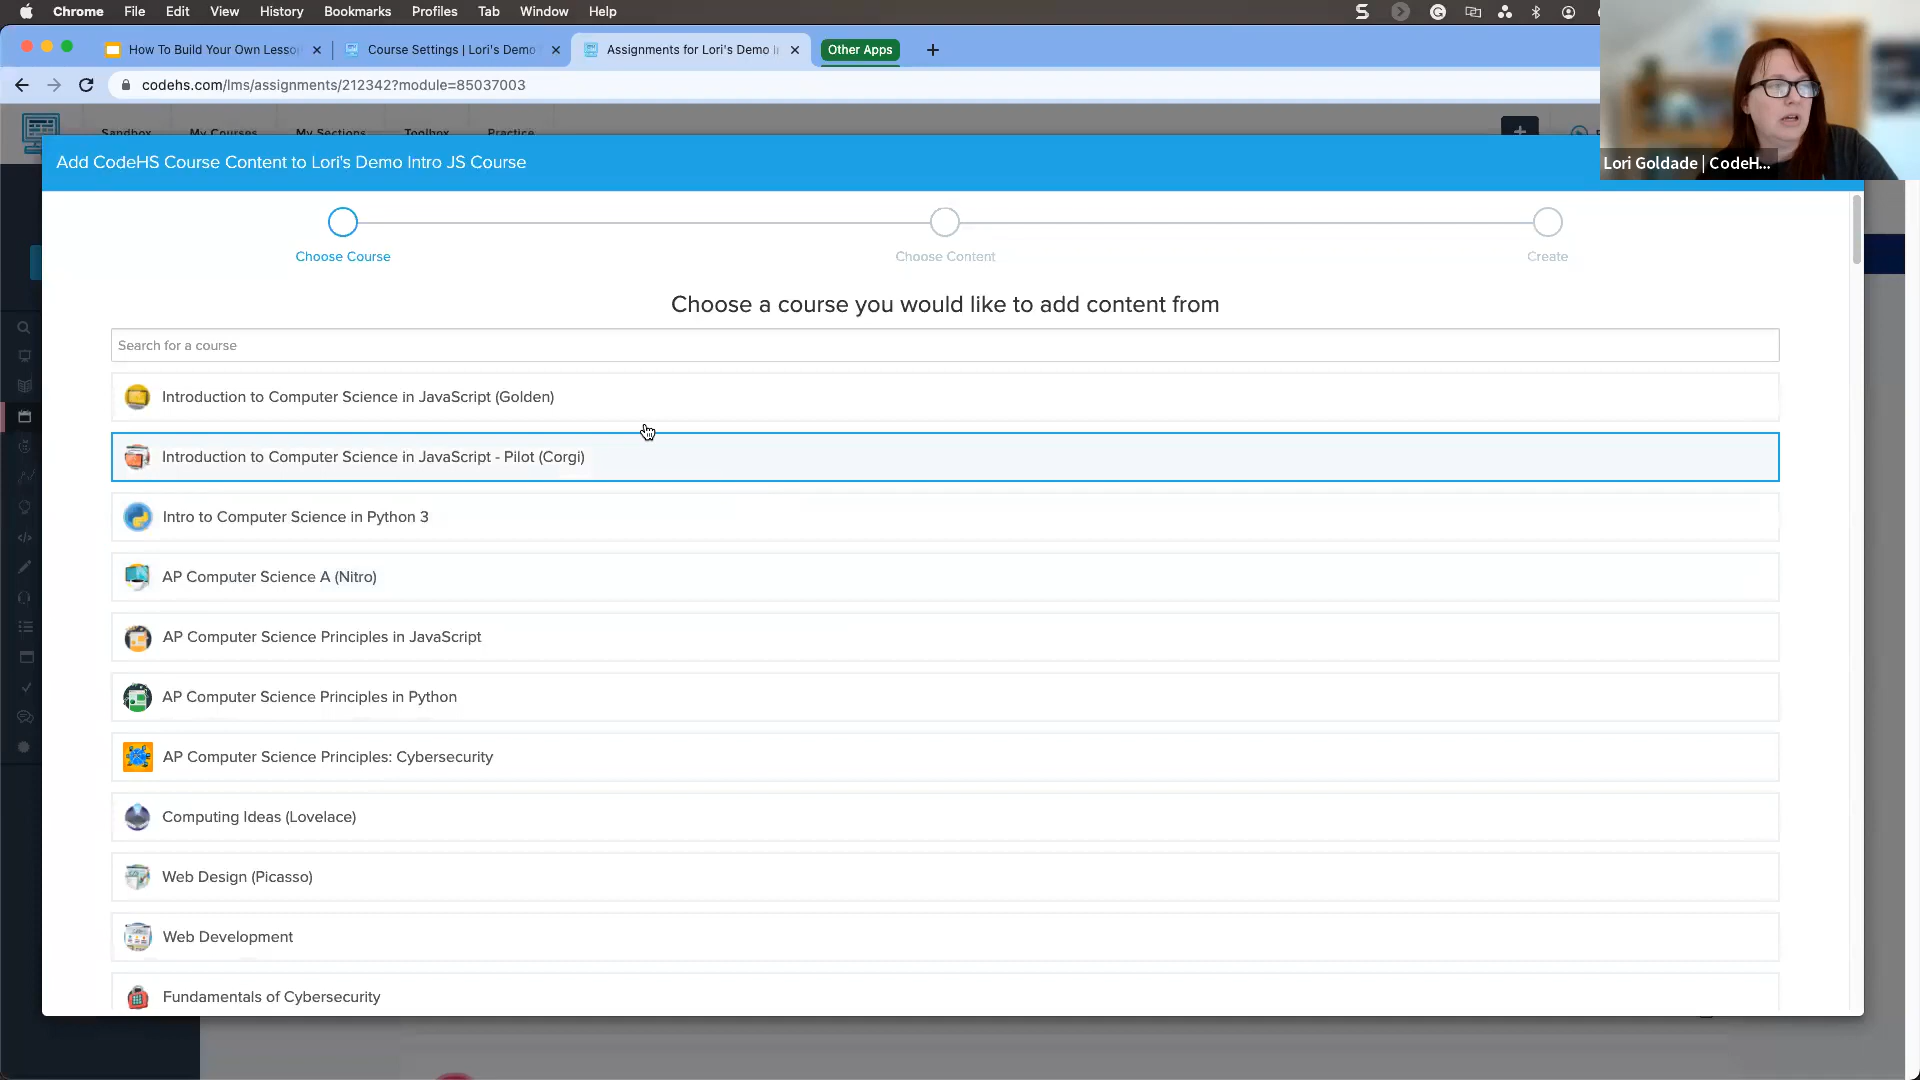 Chrome File Edit View History Bookmarks Profiles Tab Window Help
How To Build Your Own Lesso
Course Settings | Lori's Demo
Assignments for Lori's Demo I
Other Apps
codehs.com/lms/assignments/212342?module=85037003
Sandbox My Courses My Sections Toolbox Practice
Lori Goldade | CodeH...
Add CodeHS Course Content to Lori's Demo Intro JS Course
Choose Course Choose Content Create
Choose a course you would like to add content from
Search for a course
Introduction to Computer Science in JavaScript (Golden)
Introduction to Computer Science in JavaScript - Pilot (Corgi)
Intro to Computer Science in Python 3
AP Computer Science A (Nitro)
AP Computer Science Principles in JavaScript
AP Computer Science Principles in Python
AP Computer Science Principles: Cybersecurity
Computing Ideas (Lovelace)
Web Design (Picasso)
Web Development
Fundamentals of Cybersecurity